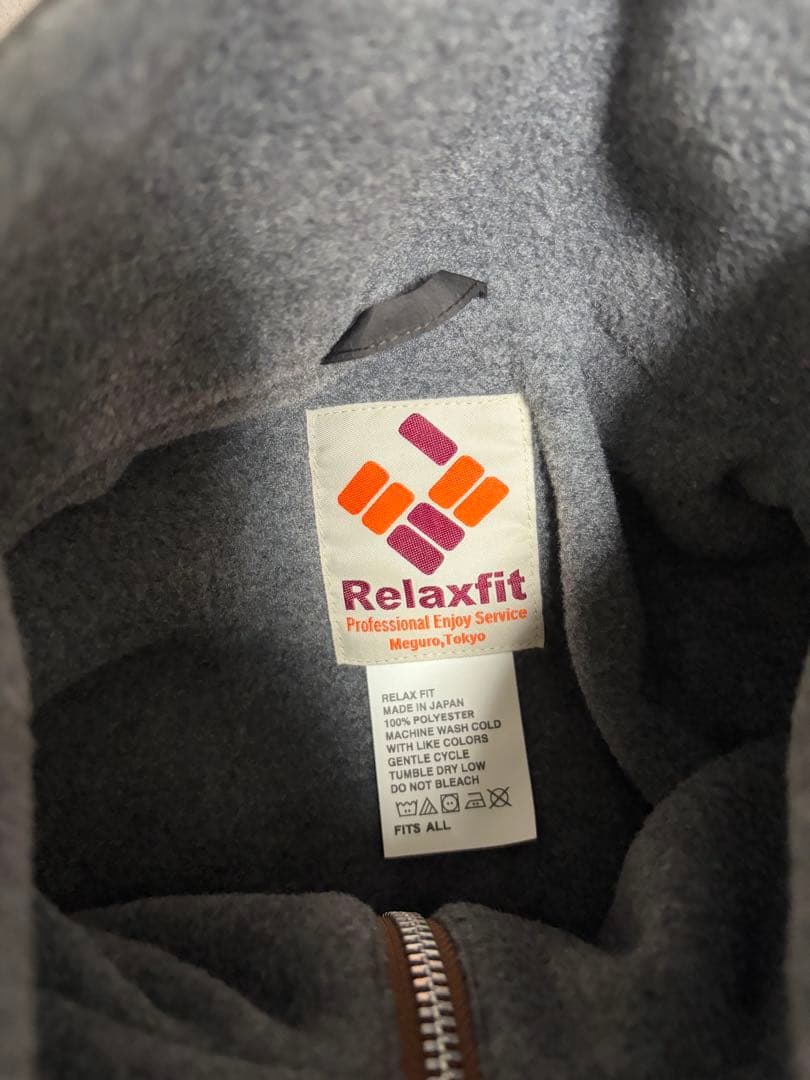 Relaxfit
Professional Enjoy Service
Meguro,Tokyo
RELAX FIT
MADE IN JAPAN
100% POLYESTER
MACHINE WASH COLD
WITH LIKE COLORS
GENTLE CYCLE
TUMBLE DRY LOW
DO NOT BLEACH
FITS ALL